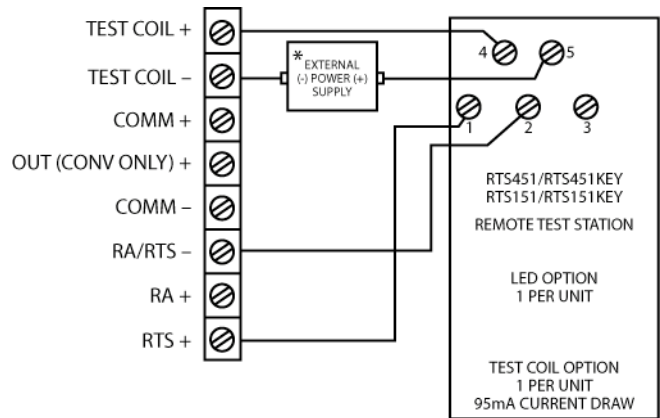 TEST COIL +
TEST COIL –
COMM +
OUT (CONV ONLY) +
COMM –
RA/RTS –
RA +
RTS +
* EXTERNAL
(-) POWER (+)
SUPPLY
4
5
1
2
3
RTS451/RTS451KEY
RTS151/RTS151KEY
REMOTE TEST STATION
LED OPTION
1 PER UNIT
TEST COIL OPTION
1 PER UNIT
95mA CURRENT DRAW